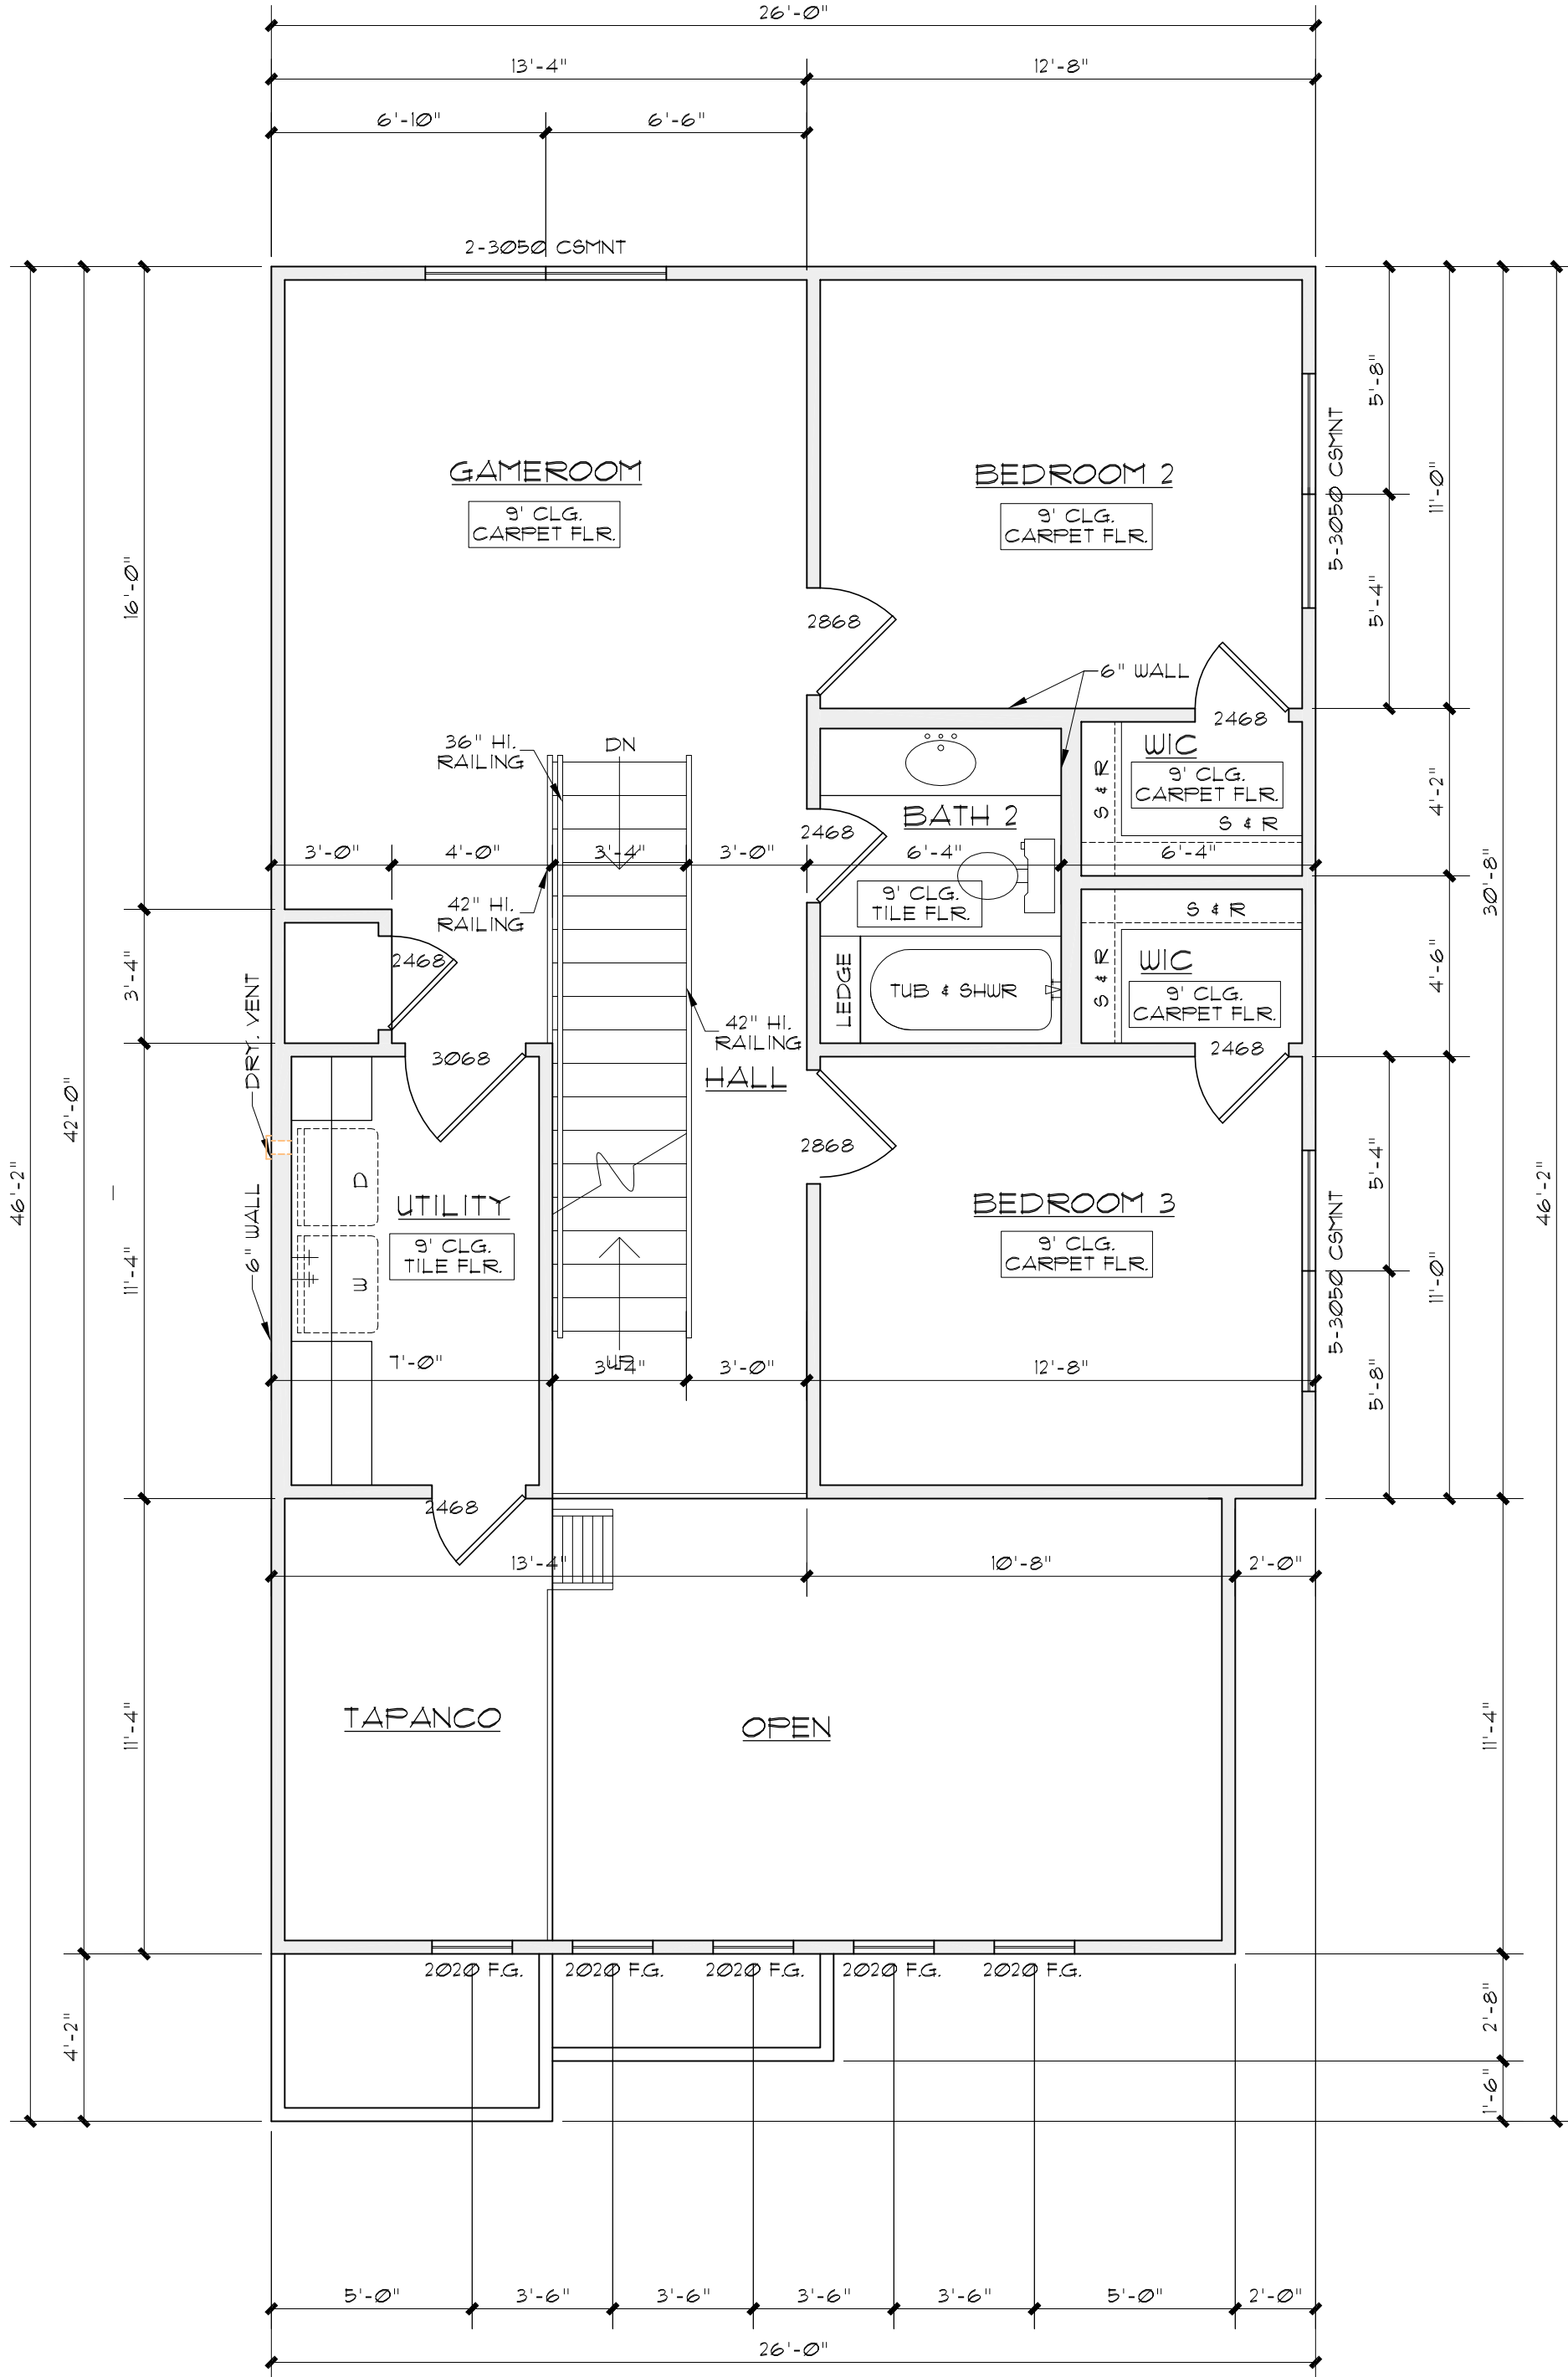 26'-0"
13'-4"
12'-8"
6'-10"
6'-6"
2-3050 CSMNT
GAMEROOM
9' CLG.
CARPET FLR.
BEDROOM 2
9' CLG.
CARPET FLR.
5-3050 CSMNT
5'-8"
5'-4"
11'-0"
16'-0"
2868
6" WALL
2468
36" HI.
RAILING
DN
WIC
9' CLG.
CARPET FLR.
S & R
S & R
4'-2"
BATH 2
2468
3'-0"
4'-0"
3'-4"
3'-0"
6'-4"
6'-4"
9' CLG.
TILE FLR.
42" HI.
RAILING
30'-8"
2468
3'-4"
S & R
S & R
WIC
9' CLG.
CARPET FLR.
4'-6"
LEDGE
TUB & SHWR
DRY. VENT
42" HI.
RAILING
HALL
3068
2468
42'-0"
46'-2"
46'-2"
2868
D
W
UTILITY
9' CLG.
TILE FLR.
6" WALL
BEDROOM 3
9' CLG.
CARPET FLR.
5-3050 CSMNT
5'-4"
5'-8"
11'-0"
11'-4"
UP
7'-0"
3'-4"
3'-0"
12'-8"
2468
13'-4"
10'-8"
2'-0"
TAPANCO
OPEN
11'-4"
11'-4"
2020 F.G.
2020 F.G.
2020 F.G.
2020 F.G.
2020 F.G.
4'-2"
2'-8"
1'-6"
5'-0"
3'-6"
3'-6"
3'-6"
3'-6"
5'-0"
2'-0"
26'-0"